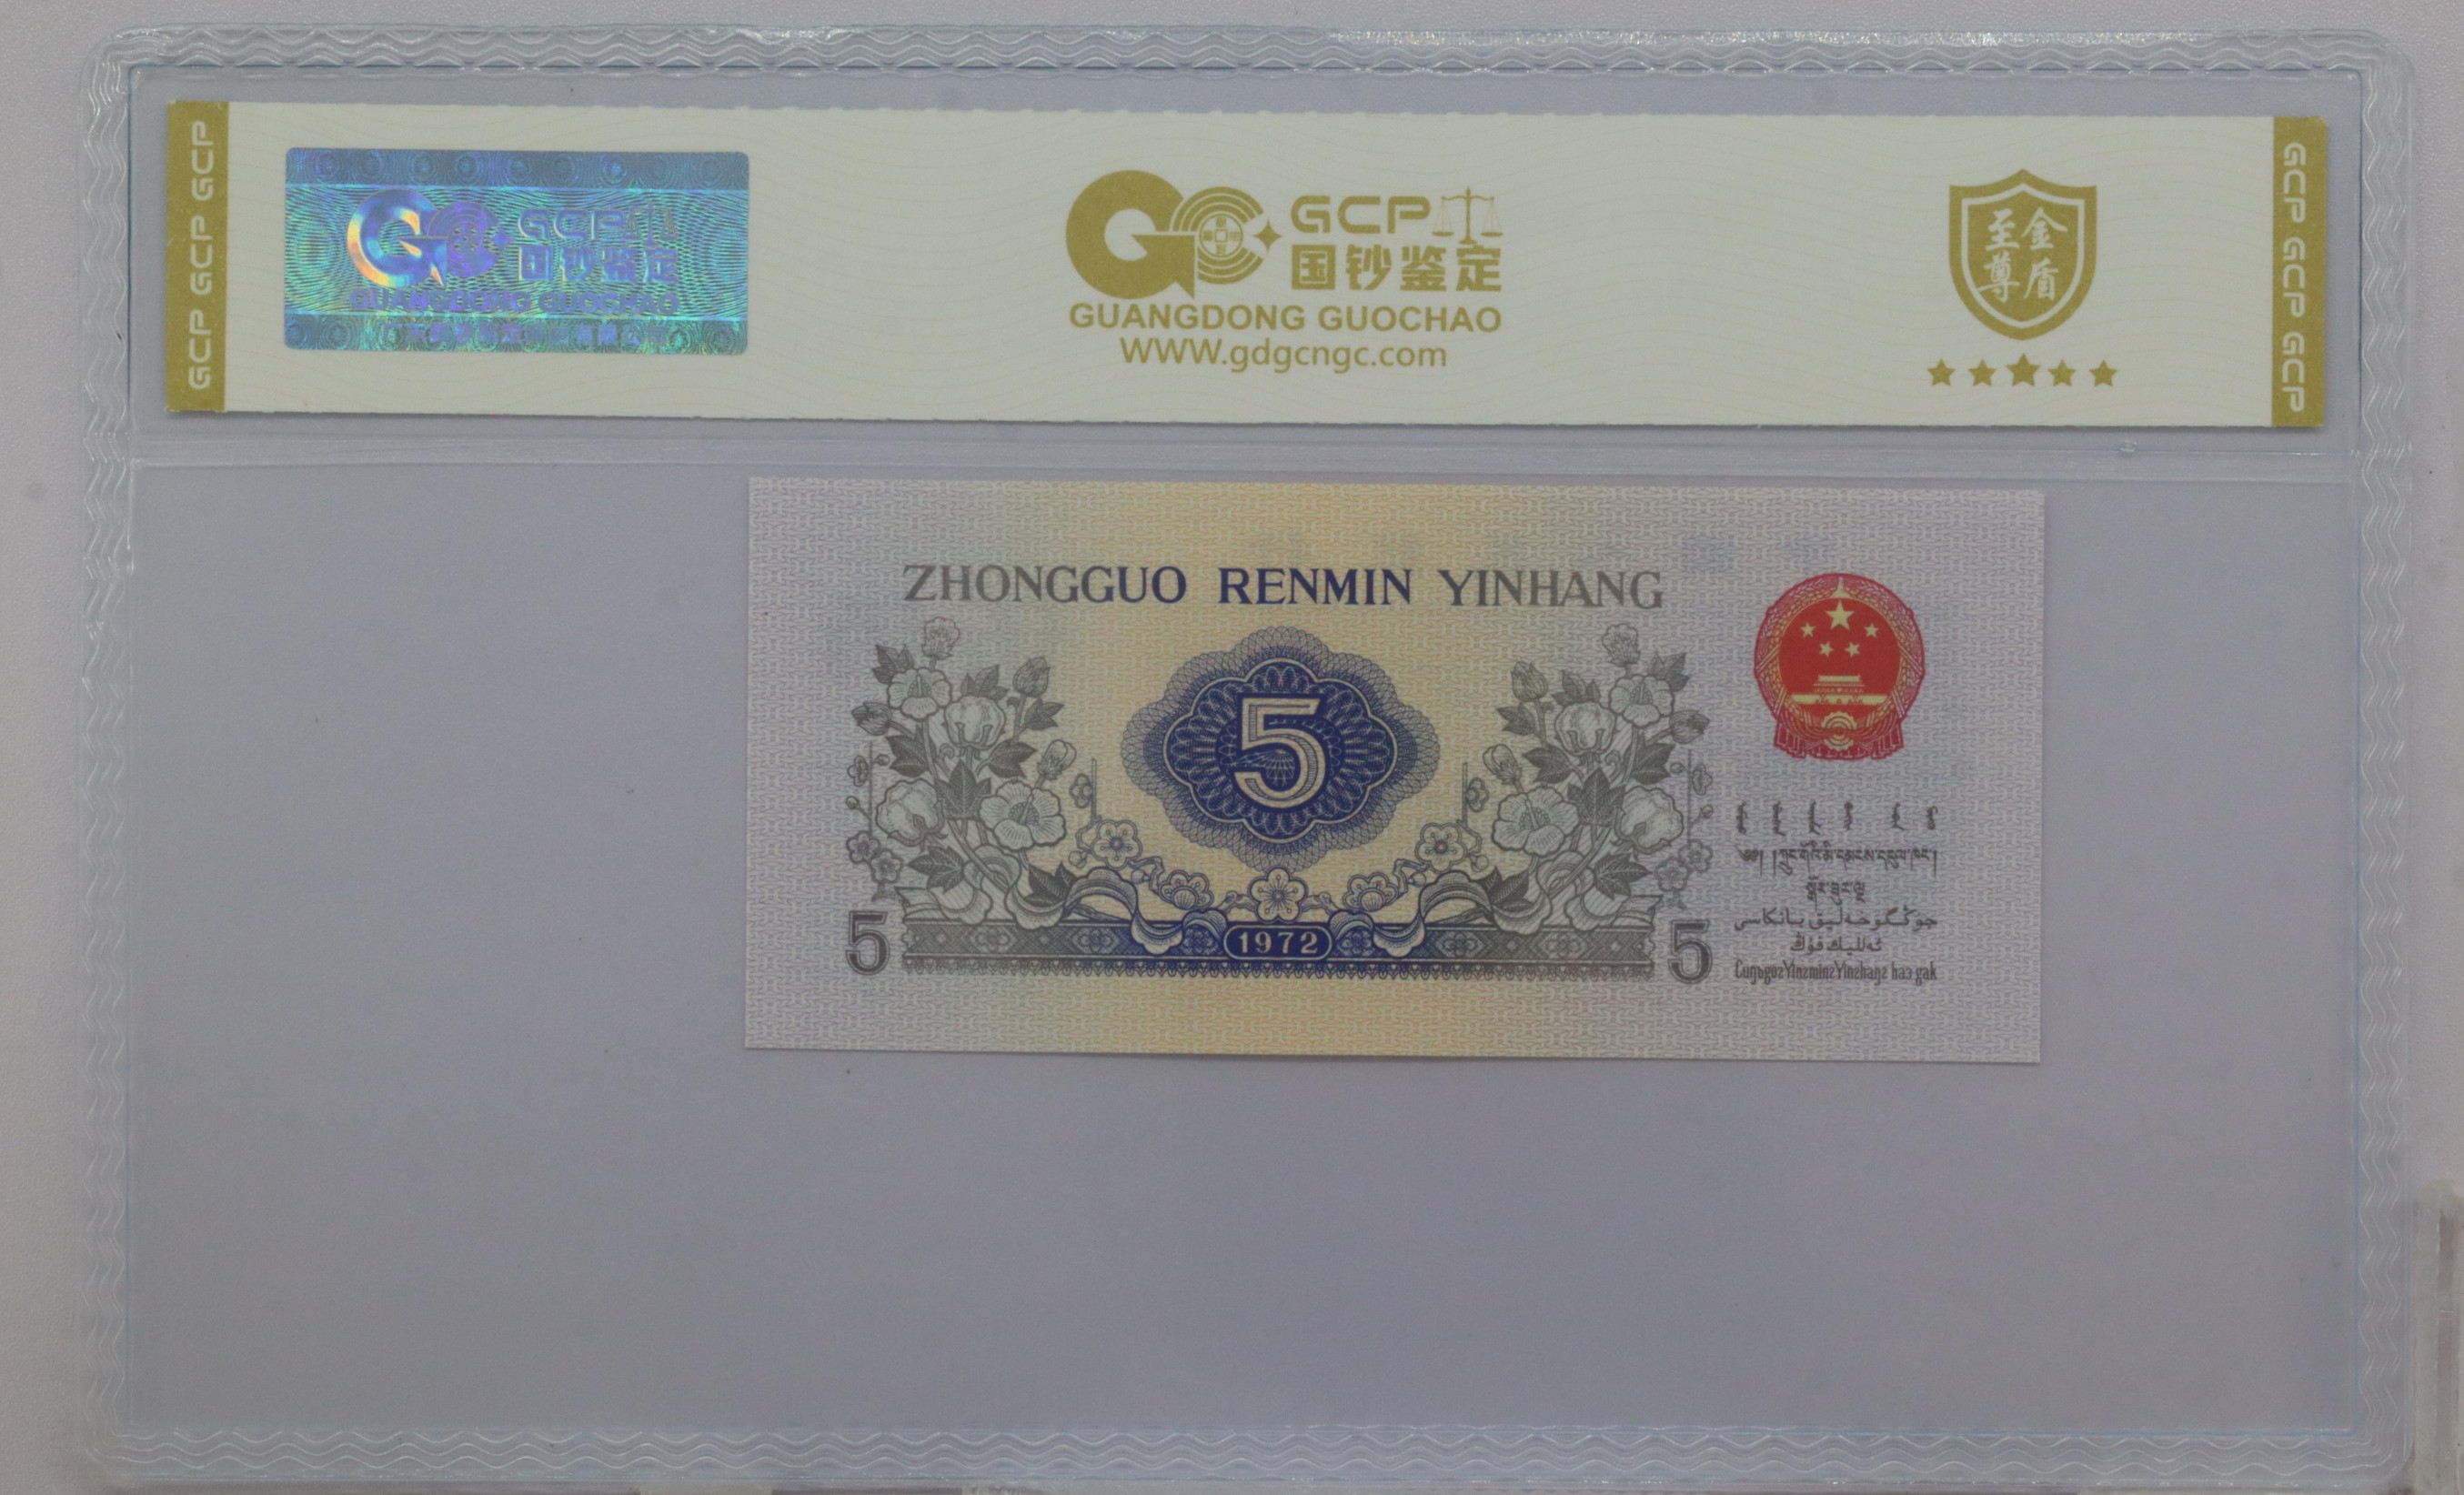 GCP GCP GCP
GCP
国钞鉴定
GUANGDONG GUOCHAO
GCP
国钞鉴定
GUANGDONG GUOCHAO
WWW.gdgcngc.com
至尊
金盾
GCP GCP GCP
ZHONGGUO RENMIN YINHANG
5
1972
5
5